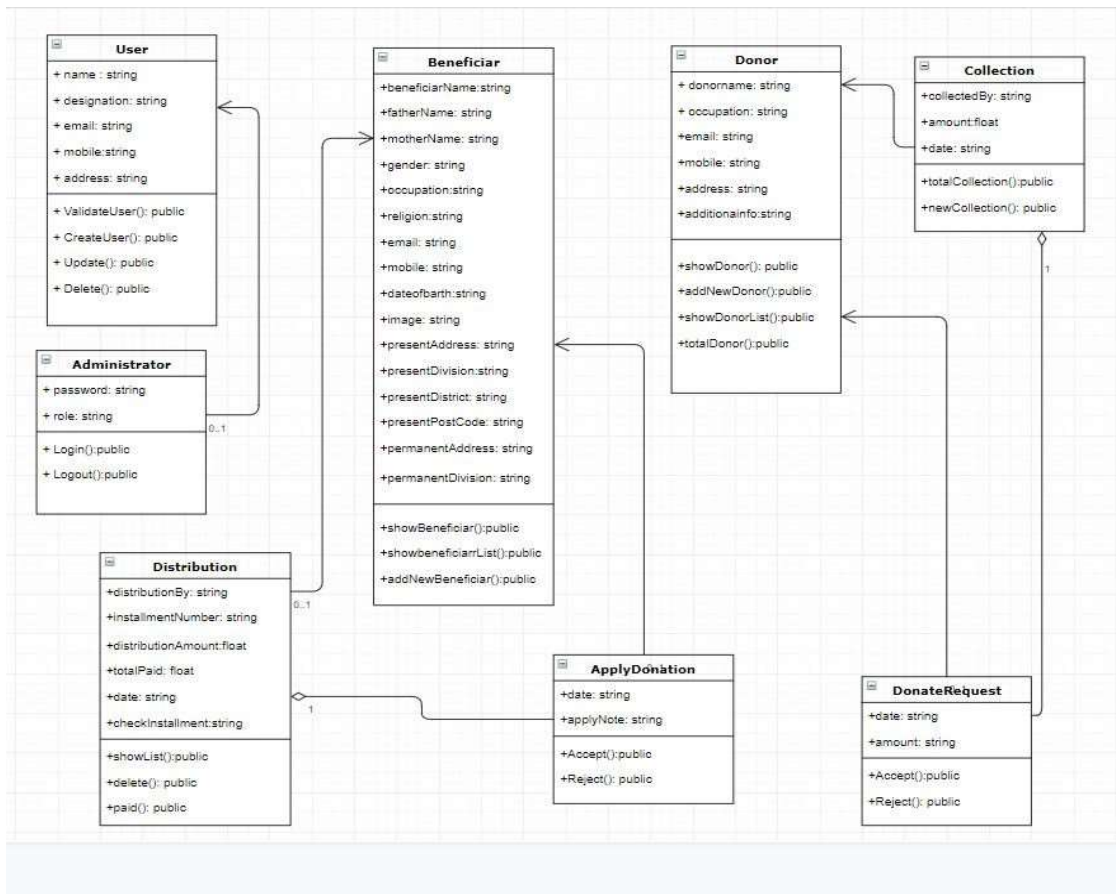 User
+ name : string
+ designation: string
+ email: string
+ mobile:string
+ address: string
+ ValidateUser(): public
+ CreateUser(): public
+ Update(): public
+ Delete(): public
Administrator
+ password: string
+ role: string
+ Login():public
+ Logout():public
0..1
Beneficiar
+beneficiarName:string
+fatherName: string
+motherName: string
+gender: string
+occupation:string
+religion:string
+email: string
+mobile: string
+dateofbarth:string
+image: string
+presentAddress: string
+presentDivision:string
+presentDistrict: string
+presentPostCode: string
+permanentAddress: string
+permanentDivision: string
+showBeneficiar():public
+showbeneficiarrList():public
+addNewBeneficiar():public
Donor
+ donorname: string
+ occupation: string
+email: string
+mobile: string
+address: string
+additionainfo:string
+showDonor(): public
+addNewDonor():public
+showDonorList():public
+totalDonor():public
Collection
+collectedBy: string
+amount:float
+date: string
+totalCollection():public
+newCollection(): public
1
Distribution
+distributionBy: string
+installmentNumber: string
+distributionAmount:float
+totalPaid: float
+date: string
+checkInstallment:string
+showList():public
+delete(): public
+paid(): public
0..1
1
ApplyDonation
+date: string
+applyNote: string
+Accept():public
+Reject(): public
DonateRequest
+date: string
+amount: string
+Accept():public
+Reject(): public